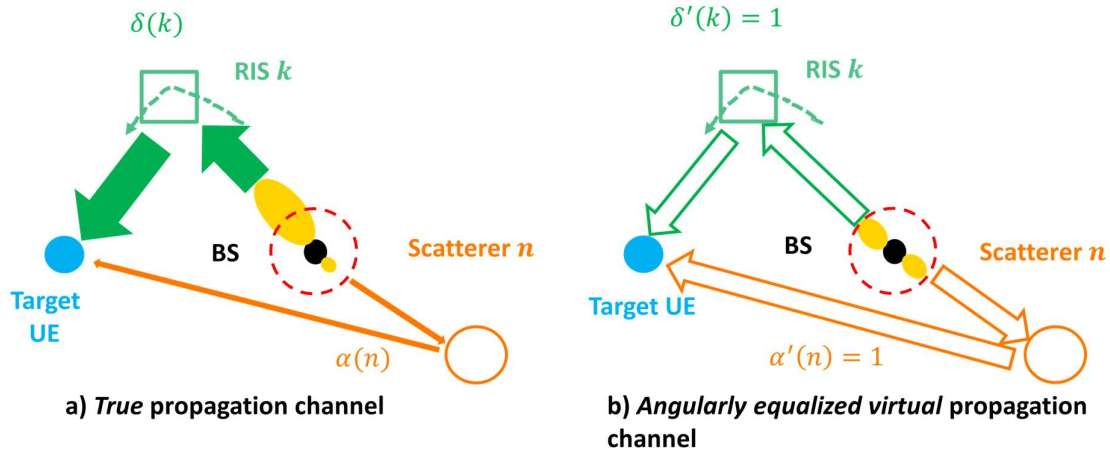 δ(k)
RIS k
BS
Scatterer n
Target
UE
α(n)
a) True propagation channel
δ′(k) = 1
RIS k
BS
Scatterer n
Target UE
α′(n) = 1
b) Angularly equalized virtual propagation
channel